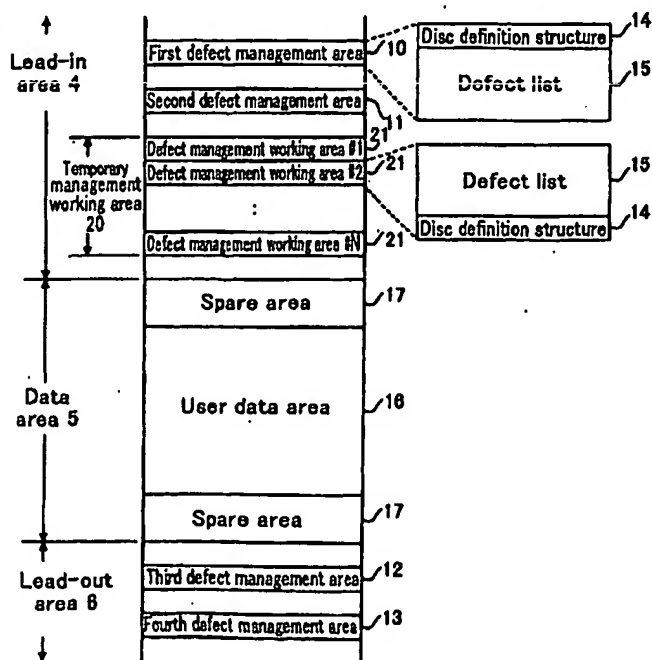 Lead-in
area 4
First defect management area
10
Second defect management area
11
Disc definition structure
14
Defect list
15
Temporary
management
working area
20
Defect management working area #1
21
Defect management working area #2
21
:
Defect management working area #N
21
Defect list
15
Disc definition structure
14
Data
area 5
Spare area
17
User data area
16
Spare area
17
Lead-out
area 6
Third defect management area
12
Fourth defect management area
13